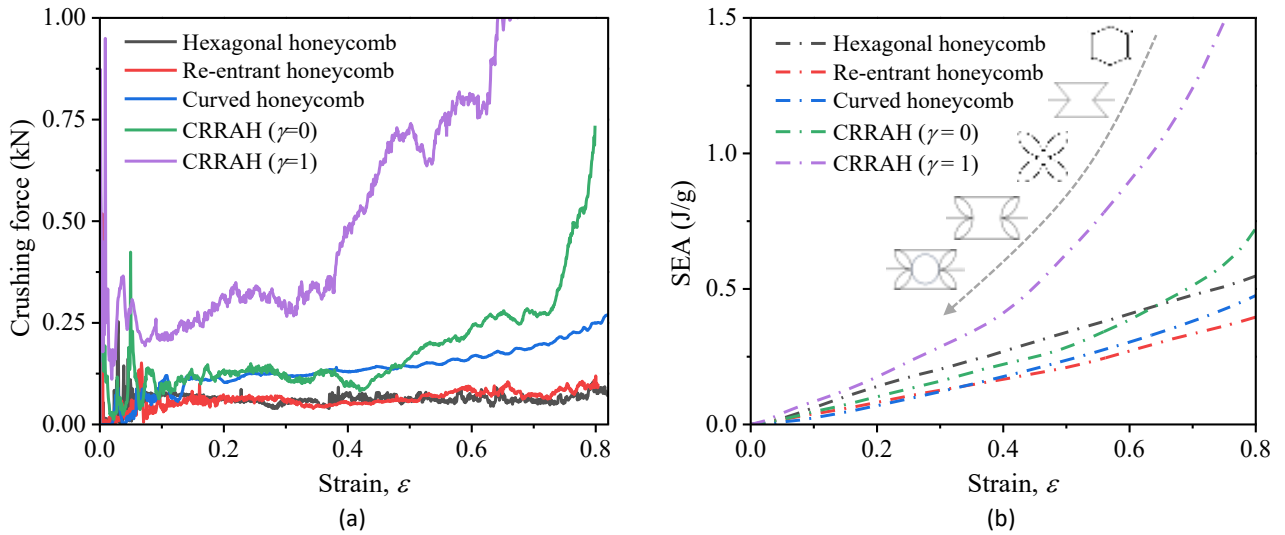 1.00
0.75
0.50
0.25
0.00
Crushing force (kN)
Hexagonal honeycomb
Re-entrant honeycomb
Curved honeycomb
CRRAH (γ=0)
CRRAH (γ=1)
0.0 0.2 0.4 0.6 0.8
Strain, ε
(a)
1.5
1.0
0.5
0.0
SEA (J/g)
Hexagonal honeycomb
Re-entrant honeycomb
Curved honeycomb
CRRAH (γ = 0)
CRRAH (γ = 1)
0.0 0.2 0.4 0.6 0.8
Strain, ε
(b)